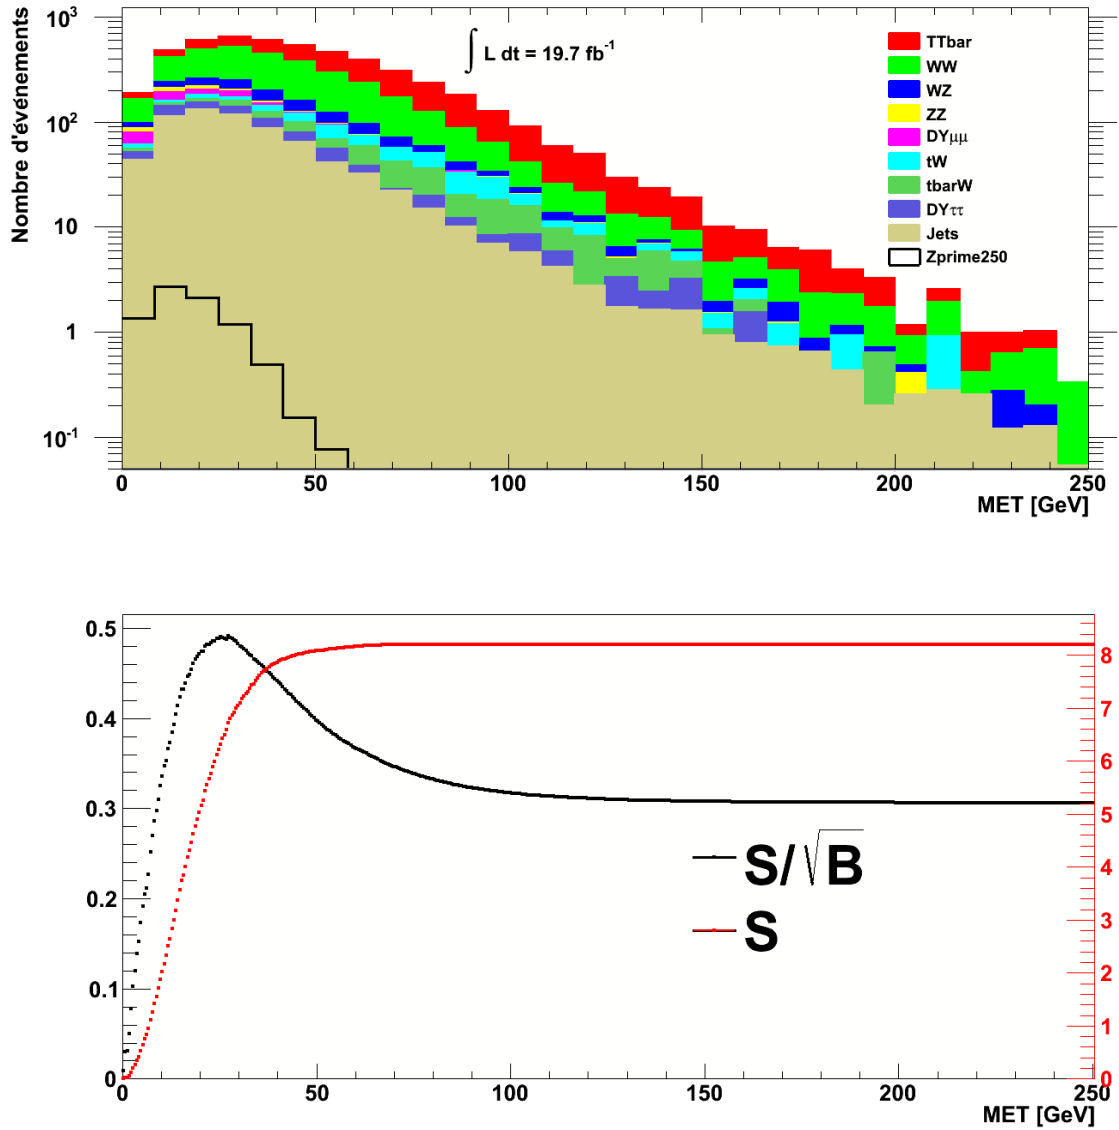 Nombre d'événements
10³
10²
10
1
10⁻¹
∫ L dt = 19.7 fb⁻¹
TTbar
WW
WZ
ZZ
DYμμ
tW
tbarW
DYττ
Jets
Zprime250
0 50 100 150 200 250
MET [GeV]
0.5
0.4
0.3
0.2
0.1
0
S/√B
S
8
7
6
5
4
3
2
1
0
0 50 100 150 200 250
MET [GeV]